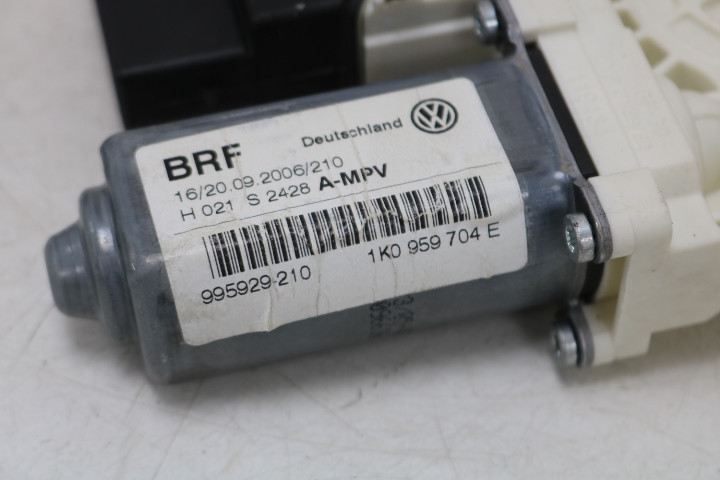 BRF Deutschland
16/20.09.2006/210
H 021 S 2428 A-MPV
995929-210 1K0 959 704 E